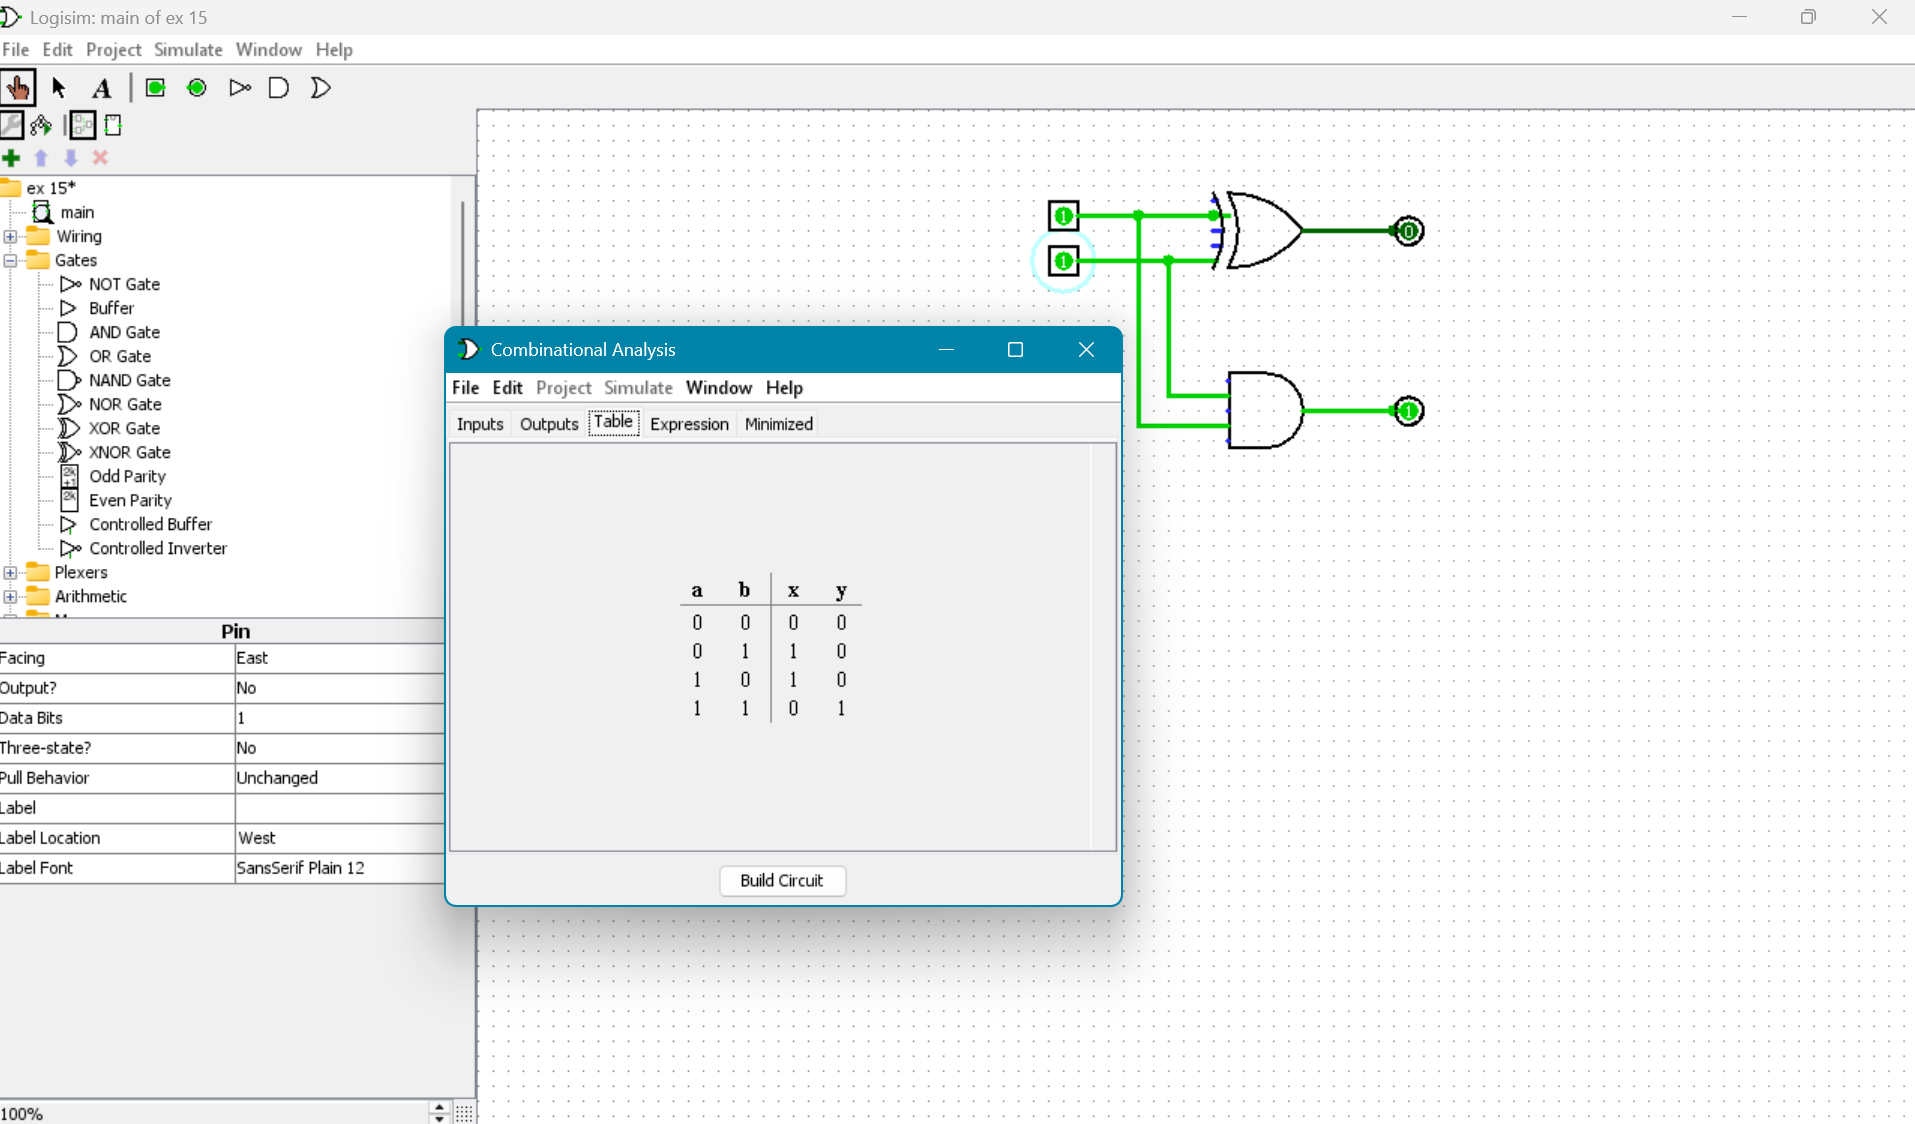 Logisim: main of ex 15
File Edit Project Simulate Window Help
A
ex 15*
main
Wiring
Gates
NOT Gate
Buffer
AND Gate
OR Gate
NAND Gate
NOR Gate
XOR Gate
XNOR Gate
2k+1 Odd Parity
2k Even Parity
Controlled Buffer
Controlled Inverter
Plexers
Arithmetic
Pin
Facing East
Output? No
Data Bits 1
Three-state? No
Pull Behavior Unchanged
Label
Label Location West
Label Font SansSerif Plain 12
100%
1
1
0
1
Combinational Analysis
File Edit Project Simulate Window Help
Inputs Outputs Table Expression Minimized
a b x y
0 0 0 0
0 1 1 0
1 0 1 0
1 1 0 1
Build Circuit